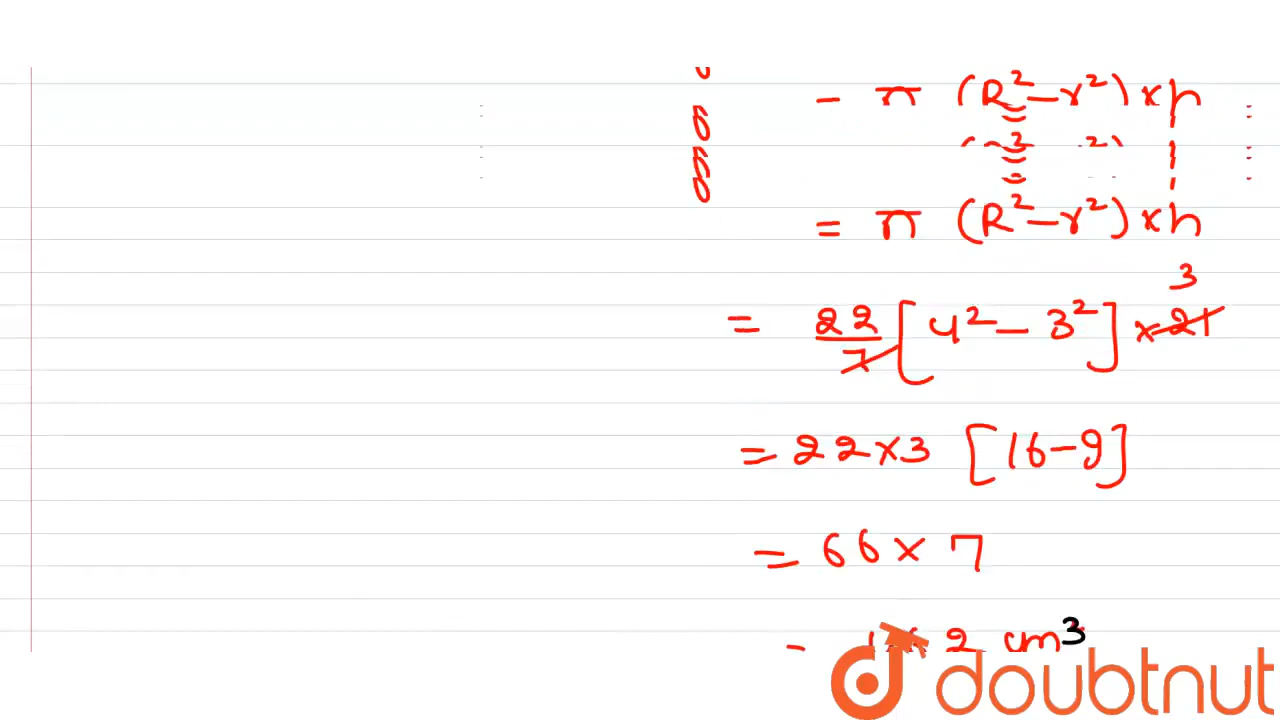 - π (R²-r²) × h
= π (R²-r²) × h
3
= 22/7 [4² - 3²] × 21
= 22 × 3 [16-9]
= 66 × 7
cm³
doubtnut